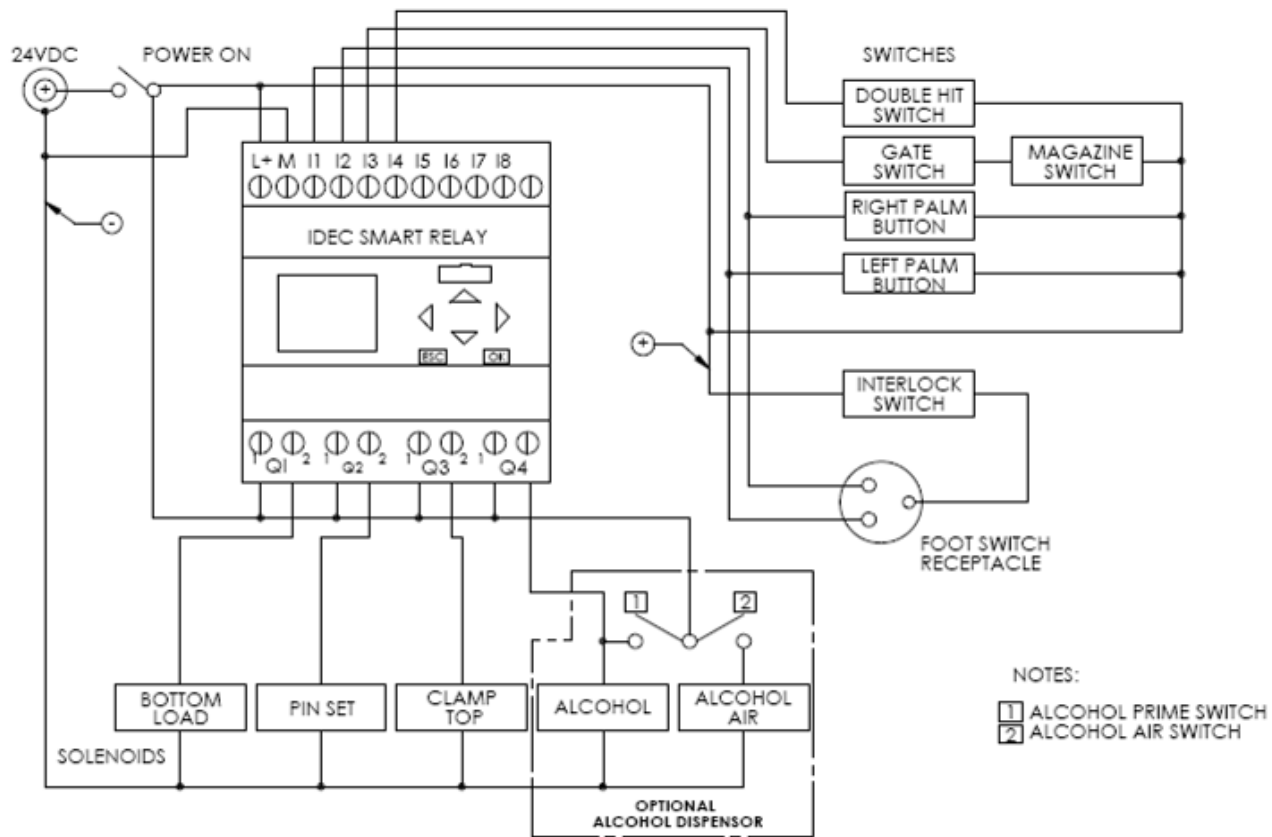 24VDC
POWER ON
SWITCHES
DOUBLE HIT
SWITCH
L+ M I1 I2 I3 I4 I5 I6 I7 I8
GATE
SWITCH
MAGAZINE
SWITCH
RIGHT PALM
BUTTON
IDEC SMART RELAY
LEFT PALM
BUTTON
ESC
OK
INTERLOCK
SWITCH
1 Q1 2 1 Q2 2 1 Q3 2 1 Q4
FOOT SWITCH
RECEPTACLE
1
2
BOTTOM
LOAD
PIN SET
CLAMP
TOP
ALCOHOL
ALCOHOL
AIR
SOLENOIDS
NOTES:
1 ALCOHOL PRIME SWITCH
2 ALCOHOL AIR SWITCH
OPTIONAL
ALCOHOL DISPENSOR